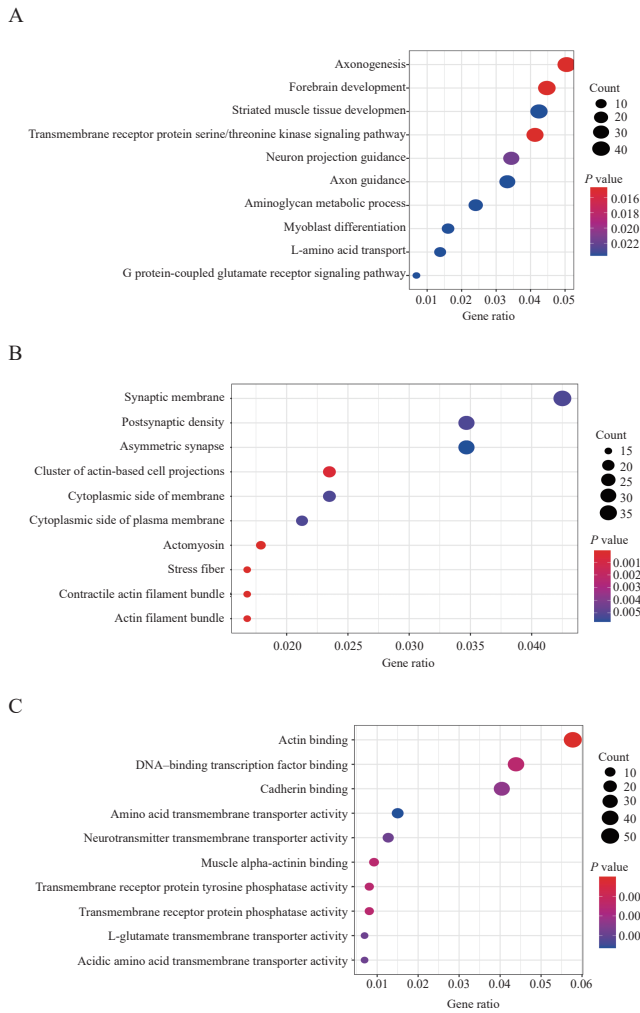 A
Axonogenesis
Forebrain development
Striated muscle tissue developmen
Transmembrane receptor protein serine/threonine kinase signaling pathway
Neuron projection guidance
Axon guidance
Aminoglycan metabolic process
Myoblast differentiation
L-amino acid transport
G protein-coupled glutamate receptor signaling pathway
0.01 0.02 0.03 0.04 0.05
Gene ratio
Count
10
20
30
40
P value
0.016
0.018
0.020
0.022
B
Synaptic membrane
Postsynaptic density
Asymmetric synapse
Cluster of actin-based cell projections
Cytoplasmic side of membrane
Cytoplasmic side of plasma membrane
Actomyosin
Stress fiber
Contractile actin filament bundle
Actin filament bundle
0.020 0.025 0.030 0.035 0.040
Gene ratio
Count
15
20
25
30
35
P value
0.001
0.002
0.003
0.004
0.005
C
Actin binding
DNA–binding transcription factor binding
Cadherin binding
Amino acid transmembrane transporter activity
Neurotransmitter transmembrane transporter activity
Muscle alpha-actinin binding
Transmembrane receptor protein tyrosine phosphatase activity
Transmembrane receptor protein phosphatase activity
L-glutamate transmembrane transporter activity
Acidic amino acid transmembrane transporter activity
0.01 0.02 0.03 0.04 0.05 0.06
Gene ratio
Count
10
20
30
40
50
P value
0.00
0.00
0.00